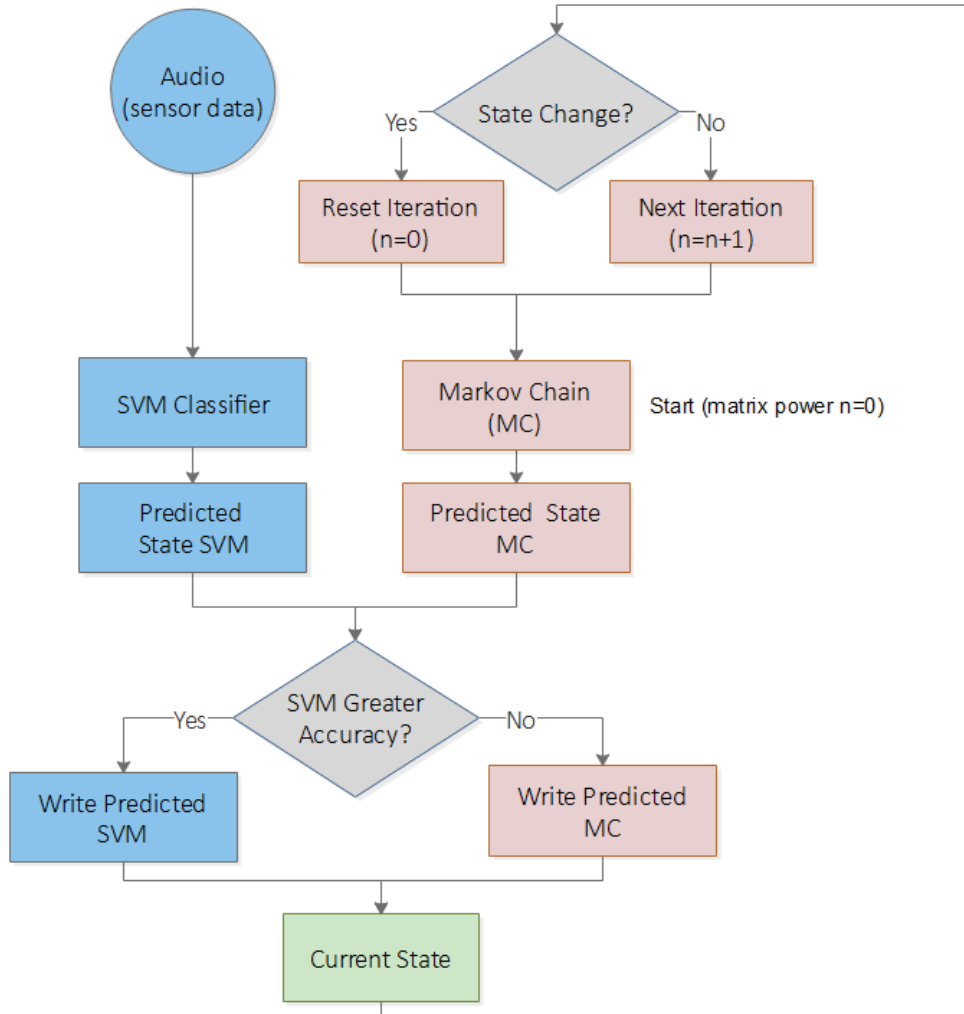 Audio
(sensor data)
State Change?
Yes
No
Reset Iteration
(n=0)
Next Iteration
(n=n+1)
SVM Classifier
Markov Chain
(MC)
Start (matrix power n=0)
Predicted
State SVM
Predicted State
MC
SVM Greater
Accuracy?
Yes
No
Write Predicted
SVM
Write Predicted
MC
Current State